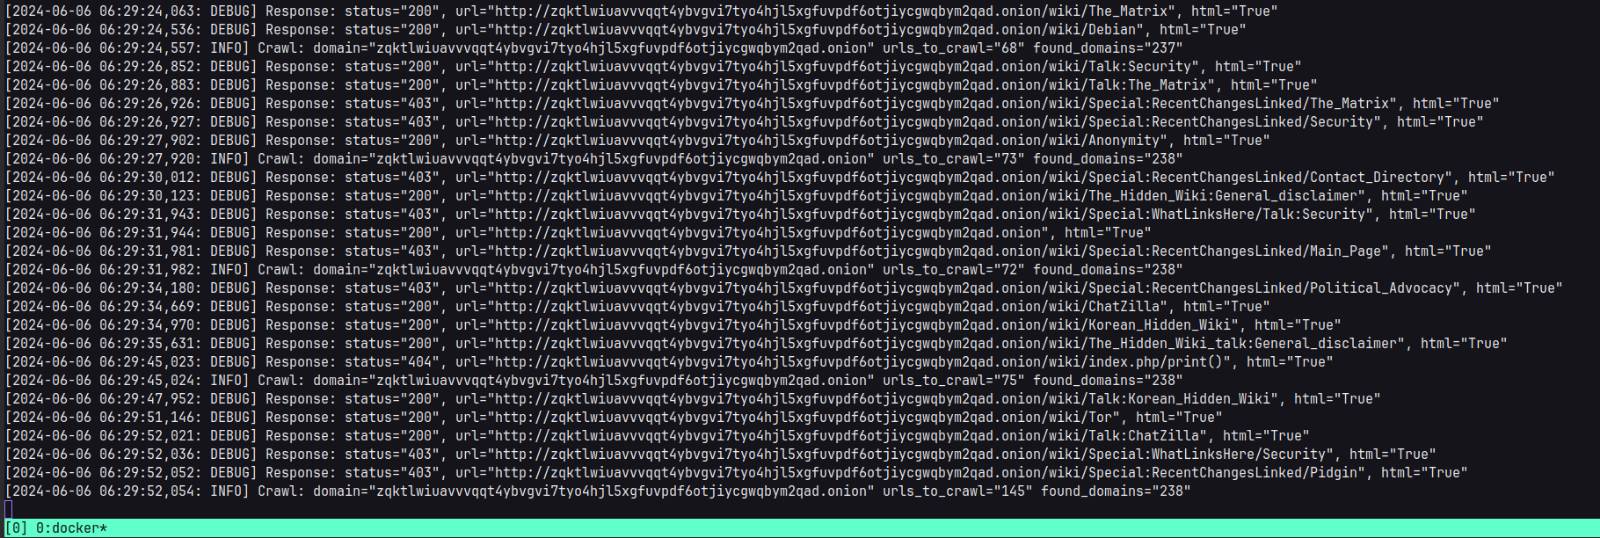 [2024-06-06 06:29:24,063: DEBUG] Response: status="200", url="http://zqktlwiuavvvqqt4ybvgvi7tyo4hjl5xgfuvpdf6otjiycgwqbym2qad.onion/wiki/The_Matrix", html="True"
[2024-06-06 06:29:24,536: DEBUG] Response: status="200", url="http://zqktlwiuavvvqqt4ybvgvi7tyo4hjl5xgfuvpdf6otjiycgwqbym2qad.onion/wiki/Debian", html="True"
[2024-06-06 06:29:24,557: INFO] Crawl: domain="zqktlwiuavvvqqt4ybvgvi7tyo4hjl5xgfuvpdf6otjiycgwqbym2qad.onion" urls_to_crawl="68" found_domains="237"
[2024-06-06 06:29:26,852: DEBUG] Response: status="200", url="http://zqktlwiuavvvqqt4ybvgvi7tyo4hjl5xgfuvpdf6otjiycgwqbym2qad.onion/wiki/Talk:Security", html="True"
[2024-06-06 06:29:26,883: DEBUG] Response: status="200", url="http://zqktlwiuavvvqqt4ybvgvi7tyo4hjl5xgfuvpdf6otjiycgwqbym2qad.onion/wiki/Talk:The_Matrix", html="True"
[2024-06-06 06:29:26,926: DEBUG] Response: status="403", url="http://zqktlwiuavvvqqt4ybvgvi7tyo4hjl5xgfuvpdf6otjiycgwqbym2qad.onion/wiki/Special:RecentChangesLinked/The_Matrix", html="True"
[2024-06-06 06:29:26,927: DEBUG] Response: status="403", url="http://zqktlwiuavvvqqt4ybvgvi7tyo4hjl5xgfuvpdf6otjiycgwqbym2qad.onion/wiki/Special:RecentChangesLinked/Security", html="True"
[2024-06-06 06:29:27,902: DEBUG] Response: status="200", url="http://zqktlwiuavvvqqt4ybvgvi7tyo4hjl5xgfuvpdf6otjiycgwqbym2qad.onion/wiki/Anonymity", html="True"
[2024-06-06 06:29:27,920: INFO] Crawl: domain="zqktlwiuavvvqqt4ybvgvi7tyo4hjl5xgfuvpdf6otjiycgwqbym2qad.onion" urls_to_crawl="73" found_domains="238"
[2024-06-06 06:29:30,012: DEBUG] Response: status="403", url="http://zqktlwiuavvvqqt4ybvgvi7tyo4hjl5xgfuvpdf6otjiycgwqbym2qad.onion/wiki/Special:RecentChangesLinked/Contact_Directory", html="True"
[2024-06-06 06:29:30,123: DEBUG] Response: status="200", url="http://zqktlwiuavvvqqt4ybvgvi7tyo4hjl5xgfuvpdf6otjiycgwqbym2qad.onion/wiki/The_Hidden_Wiki:General_disclaimer", html="True"
[2024-06-06 06:29:31,943: DEBUG] Response: status="403", url="http://zqktlwiuavvvqqt4ybvgvi7tyo4hjl5xgfuvpdf6otjiycgwqbym2qad.onion/wiki/Special:WhatLinksHere/Talk:Security", html="True"
[2024-06-06 06:29:31,944: DEBUG] Response: status="200", url="http://zqktlwiuavvvqqt4ybvgvi7tyo4hjl5xgfuvpdf6otjiycgwqbym2qad.onion", html="True"
[2024-06-06 06:29:31,981: DEBUG] Response: status="403", url="http://zqktlwiuavvvqqt4ybvgvi7tyo4hjl5xgfuvpdf6otjiycgwqbym2qad.onion/wiki/Special:RecentChangesLinked/Main_Page", html="True"
[2024-06-06 06:29:31,982: INFO] Crawl: domain="zqktlwiuavvvqqt4ybvgvi7tyo4hjl5xgfuvpdf6otjiycgwqbym2qad.onion" urls_to_crawl="72" found_domains="238"
[2024-06-06 06:29:34,180: DEBUG] Response: status="403", url="http://zqktlwiuavvvqqt4ybvgvi7tyo4hjl5xgfuvpdf6otjiycgwqbym2qad.onion/wiki/Special:RecentChangesLinked/Political_Advocacy", html="True"
[2024-06-06 06:29:34,669: DEBUG] Response: status="200", url="http://zqktlwiuavvvqqt4ybvgvi7tyo4hjl5xgfuvpdf6otjiycgwqbym2qad.onion/wiki/ChatZilla", html="True"
[2024-06-06 06:29:34,970: DEBUG] Response: status="200", url="http://zqktlwiuavvvqqt4ybvgvi7tyo4hjl5xgfuvpdf6otjiycgwqbym2qad.onion/wiki/Korean_Hidden_Wiki", html="True"
[2024-06-06 06:29:35,631: DEBUG] Response: status="200", url="http://zqktlwiuavvvqqt4ybvgvi7tyo4hjl5xgfuvpdf6otjiycgwqbym2qad.onion/wiki/The_Hidden_Wiki_talk:General_disclaimer", html="True"
[2024-06-06 06:29:45,023: DEBUG] Response: status="404", url="http://zqktlwiuavvvqqt4ybvgvi7tyo4hjl5xgfuvpdf6otjiycgwqbym2qad.onion/wiki/index.php/print()", html="True"
[2024-06-06 06:29:45,024: INFO] Crawl: domain="zqktlwiuavvvqqt4ybvgvi7tyo4hjl5xgfuvpdf6otjiycgwqbym2qad.onion" urls_to_crawl="75" found_domains="238"
[2024-06-06 06:29:47,952: DEBUG] Response: status="200", url="http://zqktlwiuavvvqqt4ybvgvi7tyo4hjl5xgfuvpdf6otjiycgwqbym2qad.onion/wiki/Talk:Korean_Hidden_Wiki", html="True"
[2024-06-06 06:29:51,146: DEBUG] Response: status="200", url="http://zqktlwiuavvvqqt4ybvgvi7tyo4hjl5xgfuvpdf6otjiycgwqbym2qad.onion/wiki/Tor", html="True"
[2024-06-06 06:29:52,021: DEBUG] Response: status="200", url="http://zqktlwiuavvvqqt4ybvgvi7tyo4hjl5xgfuvpdf6otjiycgwqbym2qad.onion/wiki/Talk:ChatZilla", html="True"
[2024-06-06 06:29:52,036: DEBUG] Response: status="403", url="http://zqktlwiuavvvqqt4ybvgvi7tyo4hjl5xgfuvpdf6otjiycgwqbym2qad.onion/wiki/Special:WhatLinksHere/Security", html="True"
[2024-06-06 06:29:52,052: DEBUG] Response: status="403", url="http://zqktlwiuavvvqqt4ybvgvi7tyo4hjl5xgfuvpdf6otjiycgwqbym2qad.onion/wiki/Special:RecentChangesLinked/Pidgin", html="True"
[2024-06-06 06:29:52,054: INFO] Crawl: domain="zqktlwiuavvvqqt4ybvgvi7tyo4hjl5xgfuvpdf6otjiycgwqbym2qad.onion" urls_to_crawl="145" found_domains="238"
[0] 0:docker*